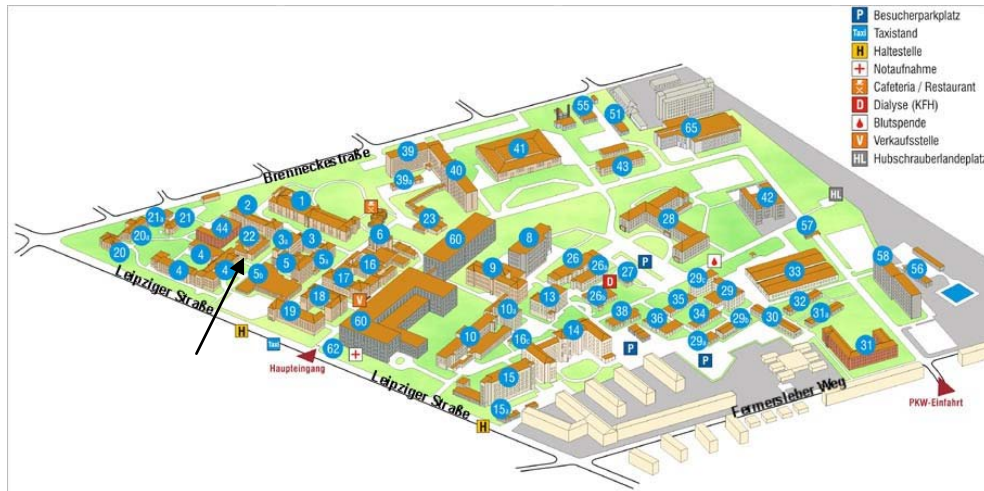 P Besucherparkplatz
Taxi Taxistand
H Haltestelle
Notaufnahme
Cafeteria / Restaurant
D Dialyse (KFH)
Blutspende
V Verkaufsstelle
HL Hubschrauberlandeplatz
55
51
65
Brenneckestraße
39
41
40
43
39a
42
HL
2
1
21a
21
23
28
57
44
6
20a
22
3a
3
60
8
20
4
5a
16
58
56
4
4
5b
5
17
9
26
26a
27
P
29c
33
18
V
D
26b
35
29
32
19
60
10a
13
38
36
34
29b
30
31a
Leipziger Straße
H
Taxi
62
10
16c
14
29a
31
Haupteingang
P
P
15
Leipziger Straße
Fermersleber Weg
PKW-Einfahrt
15a
H